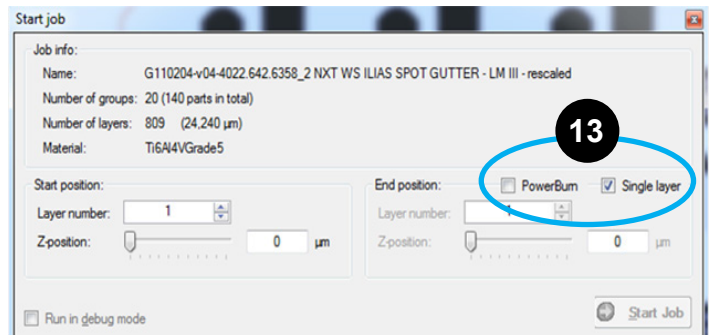 Start job
Job info:
Name: G110204-v04-4022.642.6358_2 NXT WS ILIAS SPOT GUTTER - LM III - rescaled
Number of groups: 20 (140 parts in total)
Number of layers: 809 (24,240 µm)
Material: Ti6Al4VGrade5
13
Start position:
End position: PowerBurn Single layer
Layer number: 1
Layer number: 1
Z-position: 0 µm
Z-position: 0 µm
Run in debug mode
Start Job